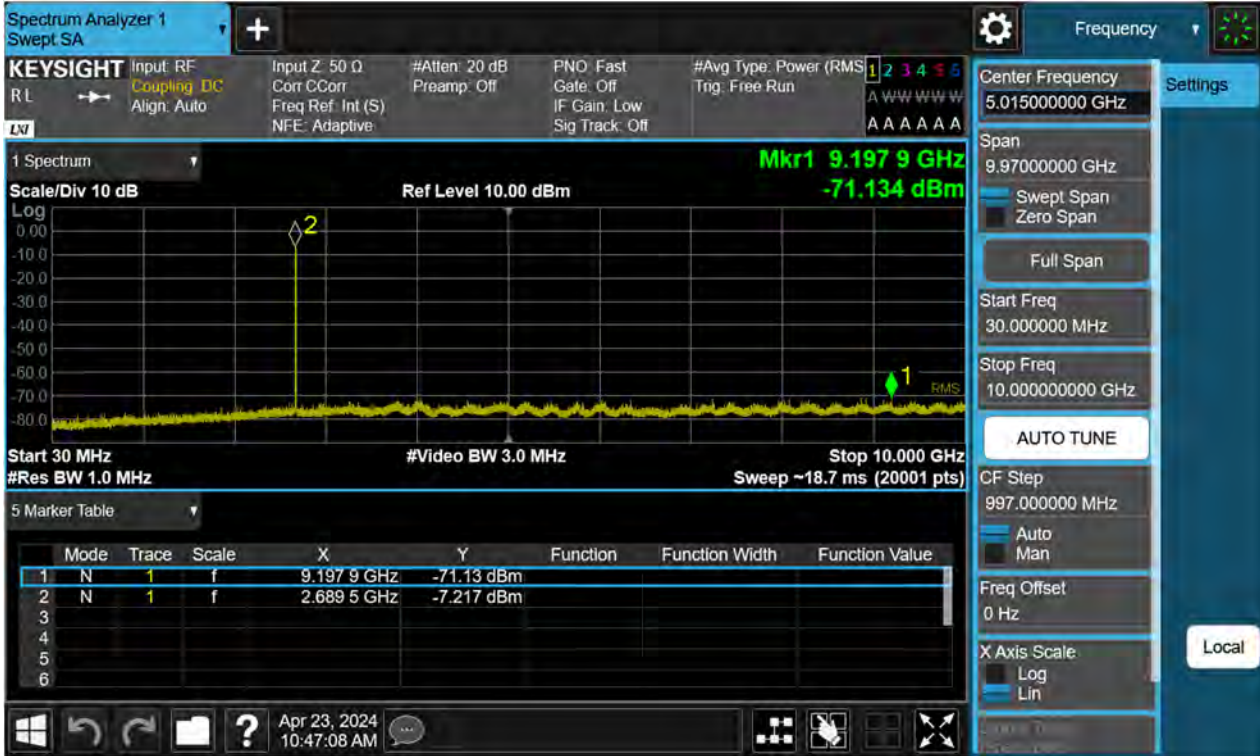 Spectrum Analyzer 1
Swept SA
+
Frequency
KEYSIGHT
RL
LXI
Input: RF
Coupling: DC
Align: Auto
Input Z: 50 Ω
Corr CCorr
Freq Ref: Int (S)
NFE: Adaptive
#Atten: 20 dB
Preamp: Off
PNO: Fast
Gate: Off
IF Gain: Low
Sig Track: Off
#Avg Type: Power (RMS
Trig: Free Run
1 2 3 4 5 6
A W W W W W
A A A A A A
1 Spectrum
Scale/Div 10 dB
Ref Level 10.00 dBm
Mkr1 9.197 9 GHz
-71.134 dBm
Log
0.00
-10.0
-20.0
-30.0
-40.0
-50.0
-60.0
-70.0
-80.0
2
1
RMS
Start 30 MHz
#Video BW 3.0 MHz
Stop 10.000 GHz
#Res BW 1.0 MHz
Sweep ~18.7 ms (20001 pts)
5 Marker Table
Mode Trace Scale X Y Function Function Width Function Value
1 N 1 f 9.197 9 GHz -71.13 dBm
2 N 1 f 2.689 5 GHz -7.217 dBm
3
4
5
6
?
Apr 23, 2024
10:47:08 AM
Center Frequency
5.015000000 GHz
Settings
Span
9.97000000 GHz
Swept Span
Zero Span
Full Span
Start Freq
30.000000 MHz
Stop Freq
10.000000000 GHz
AUTO TUNE
CF Step
997.000000 MHz
Auto
Man
Freq Offset
0 Hz
X Axis Scale
Log
Lin
Local